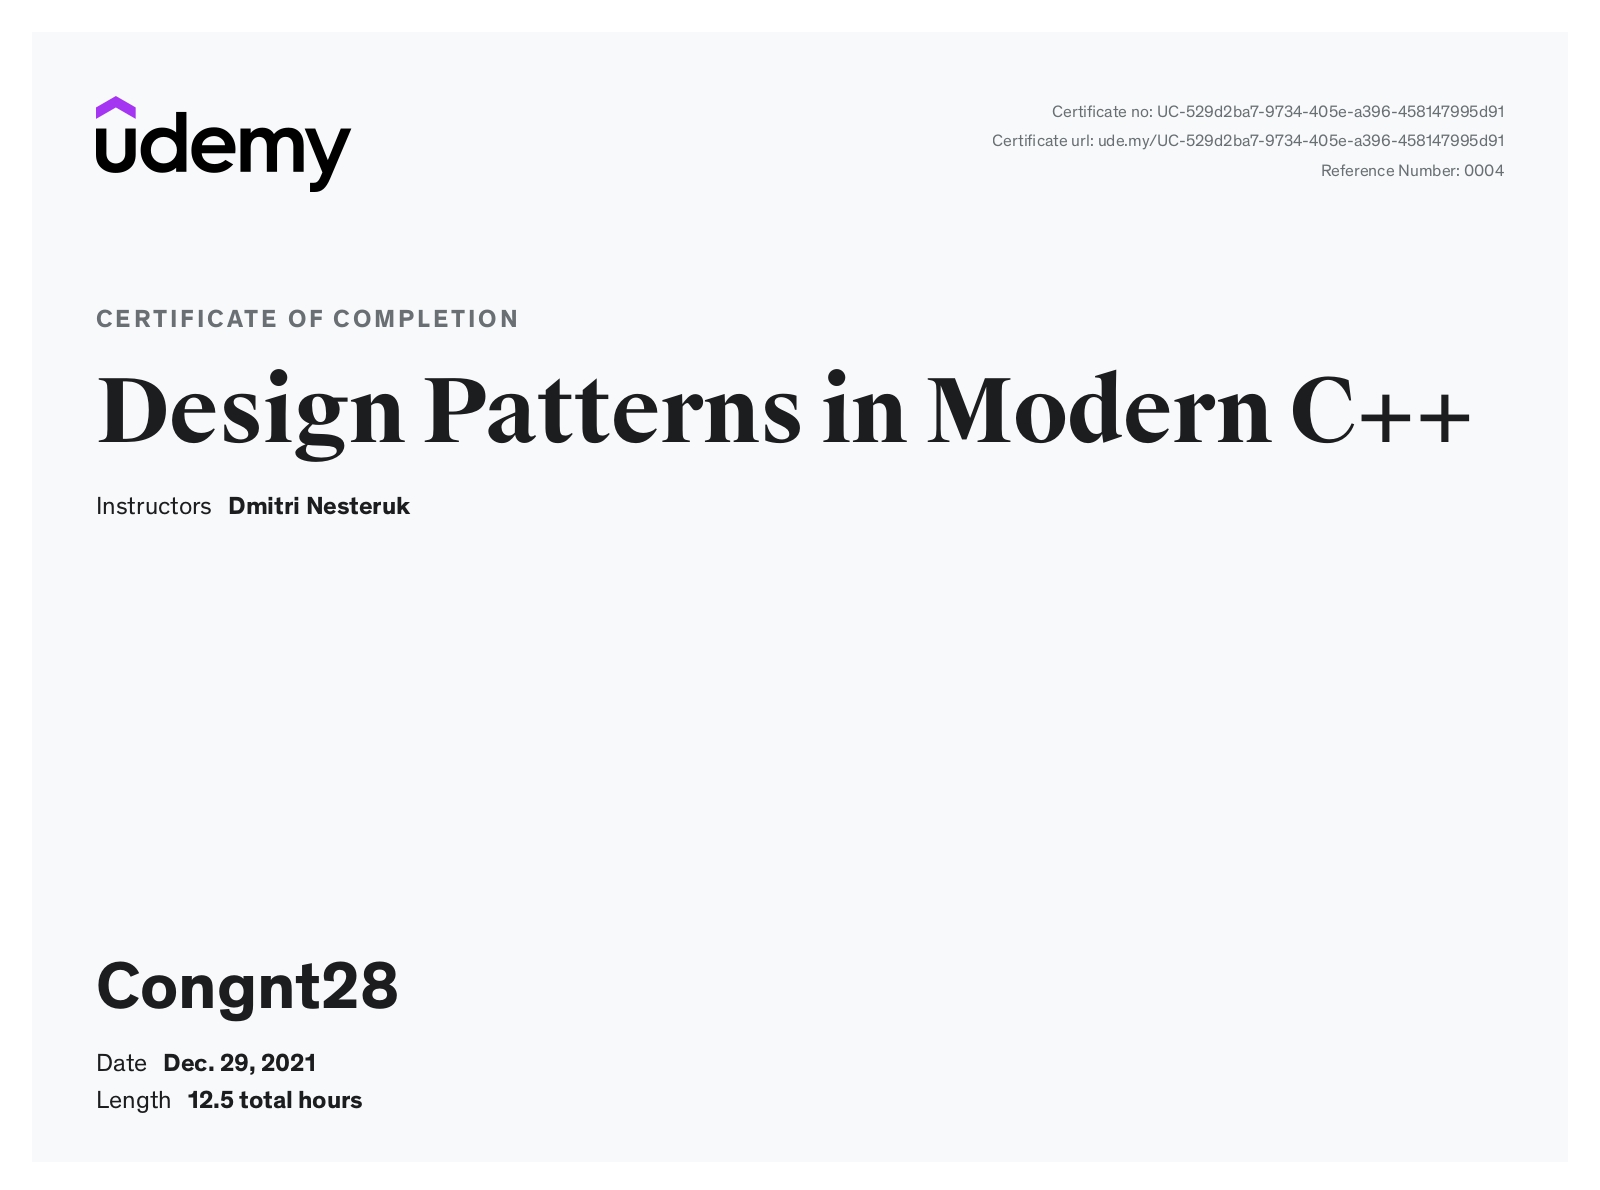 udemy
Certificate no: UC-529d2ba7-9734-405e-a396-458147995d91
Certificate url: ude.my/UC-529d2ba7-9734-405e-a396-458147995d91
Reference Number: 0004
CERTIFICATE OF COMPLETION
Design Patterns in Modern C++
Instructors Dmitri Nesteruk
Congnt28
Date Dec. 29, 2021
Length 12.5 total hours